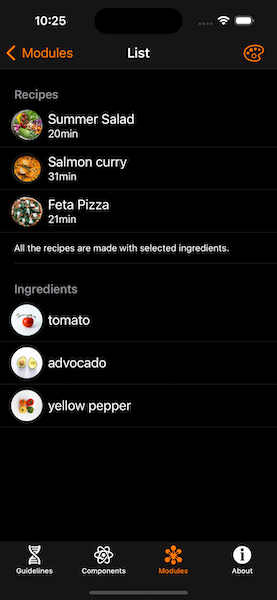 10:25
Modules
List
Recipes
Summer Salad
20min
Salmon curry
31min
Feta Pizza
21min
All the recipes are made with selected ingredients.
Ingredients
tomato
advocado
yellow pepper
Guidelines
Components
Modules
About